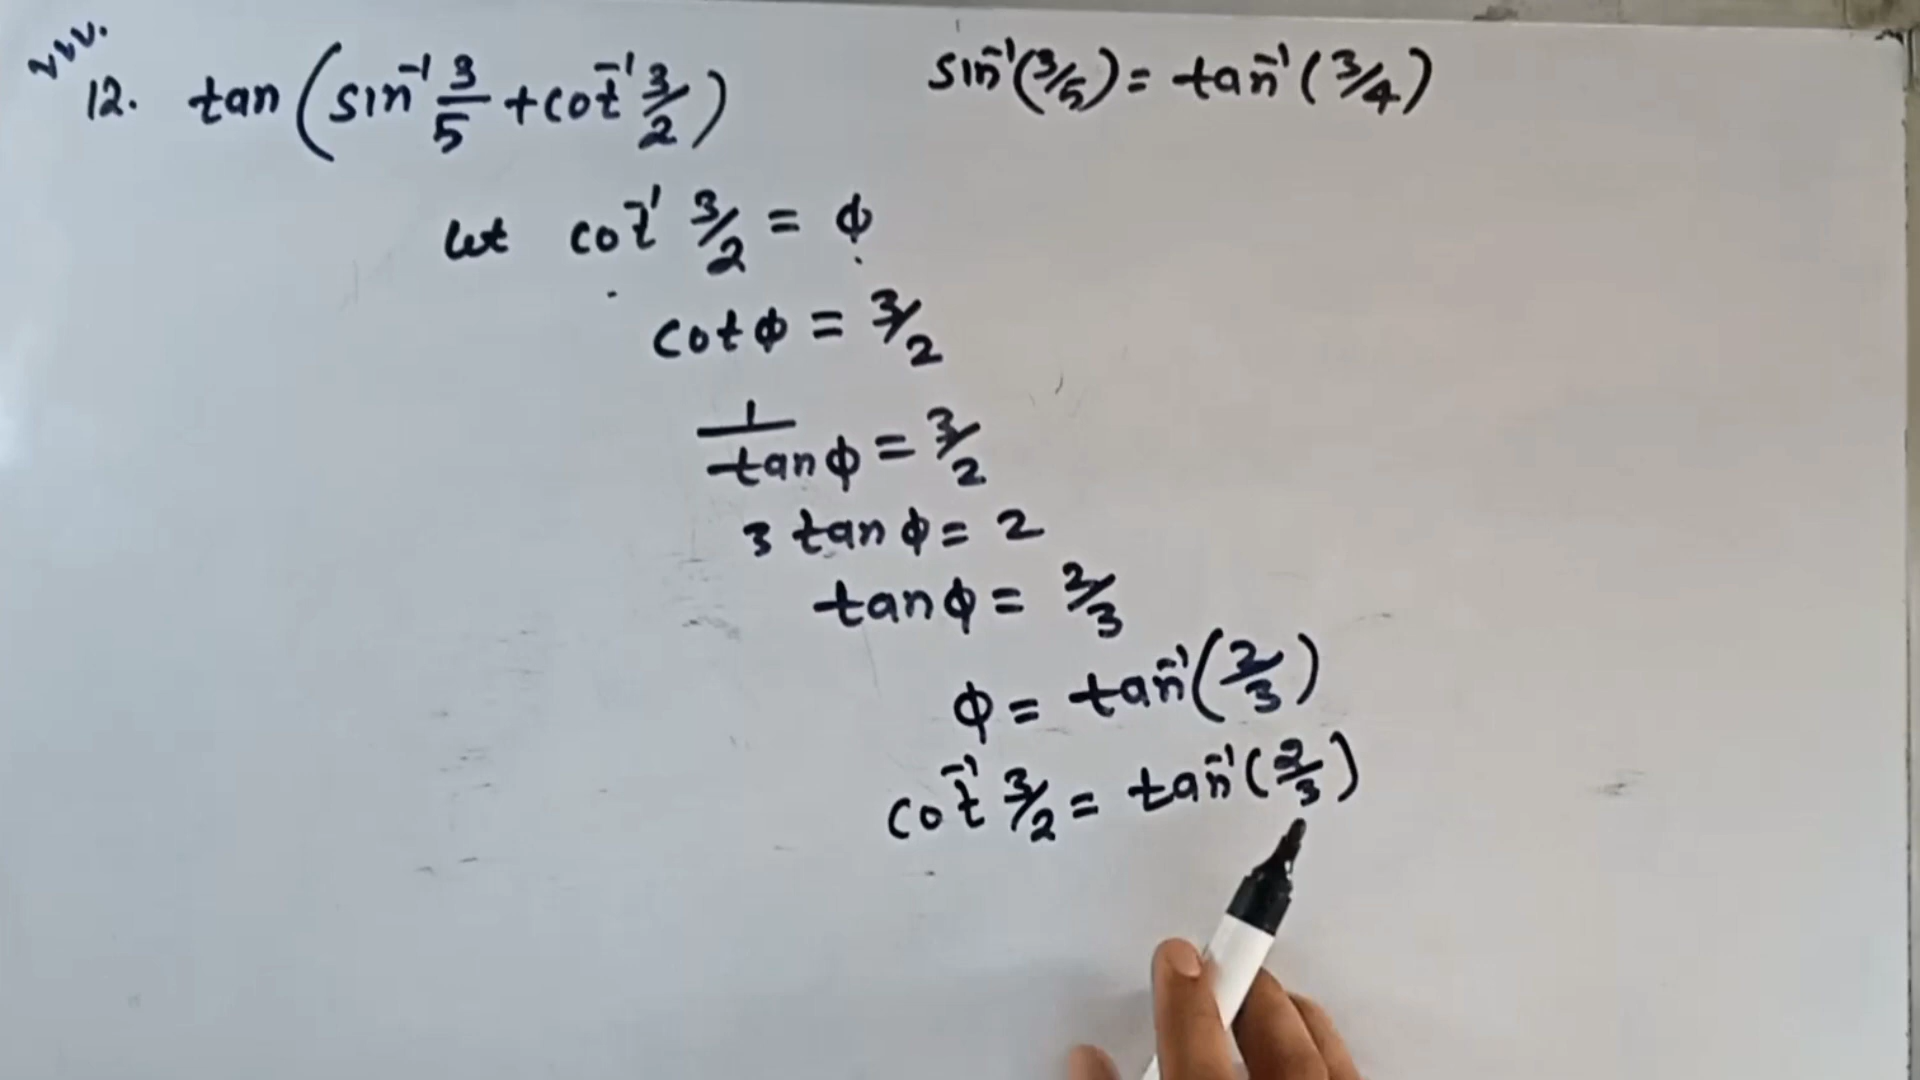 vvv.
12. tan(sin⁻¹ 3/5 + cot⁻¹ 3/2)
sin⁻¹(3/5) = tan⁻¹(3/4)
let cot⁻¹ 3/2 = φ
cotφ = 3/2
1/tanφ = 3/2
3 tanφ = 2
tanφ = 2/3
φ = tan⁻¹(2/3)
cot⁻¹ 3/2 = tan⁻¹(2/3)